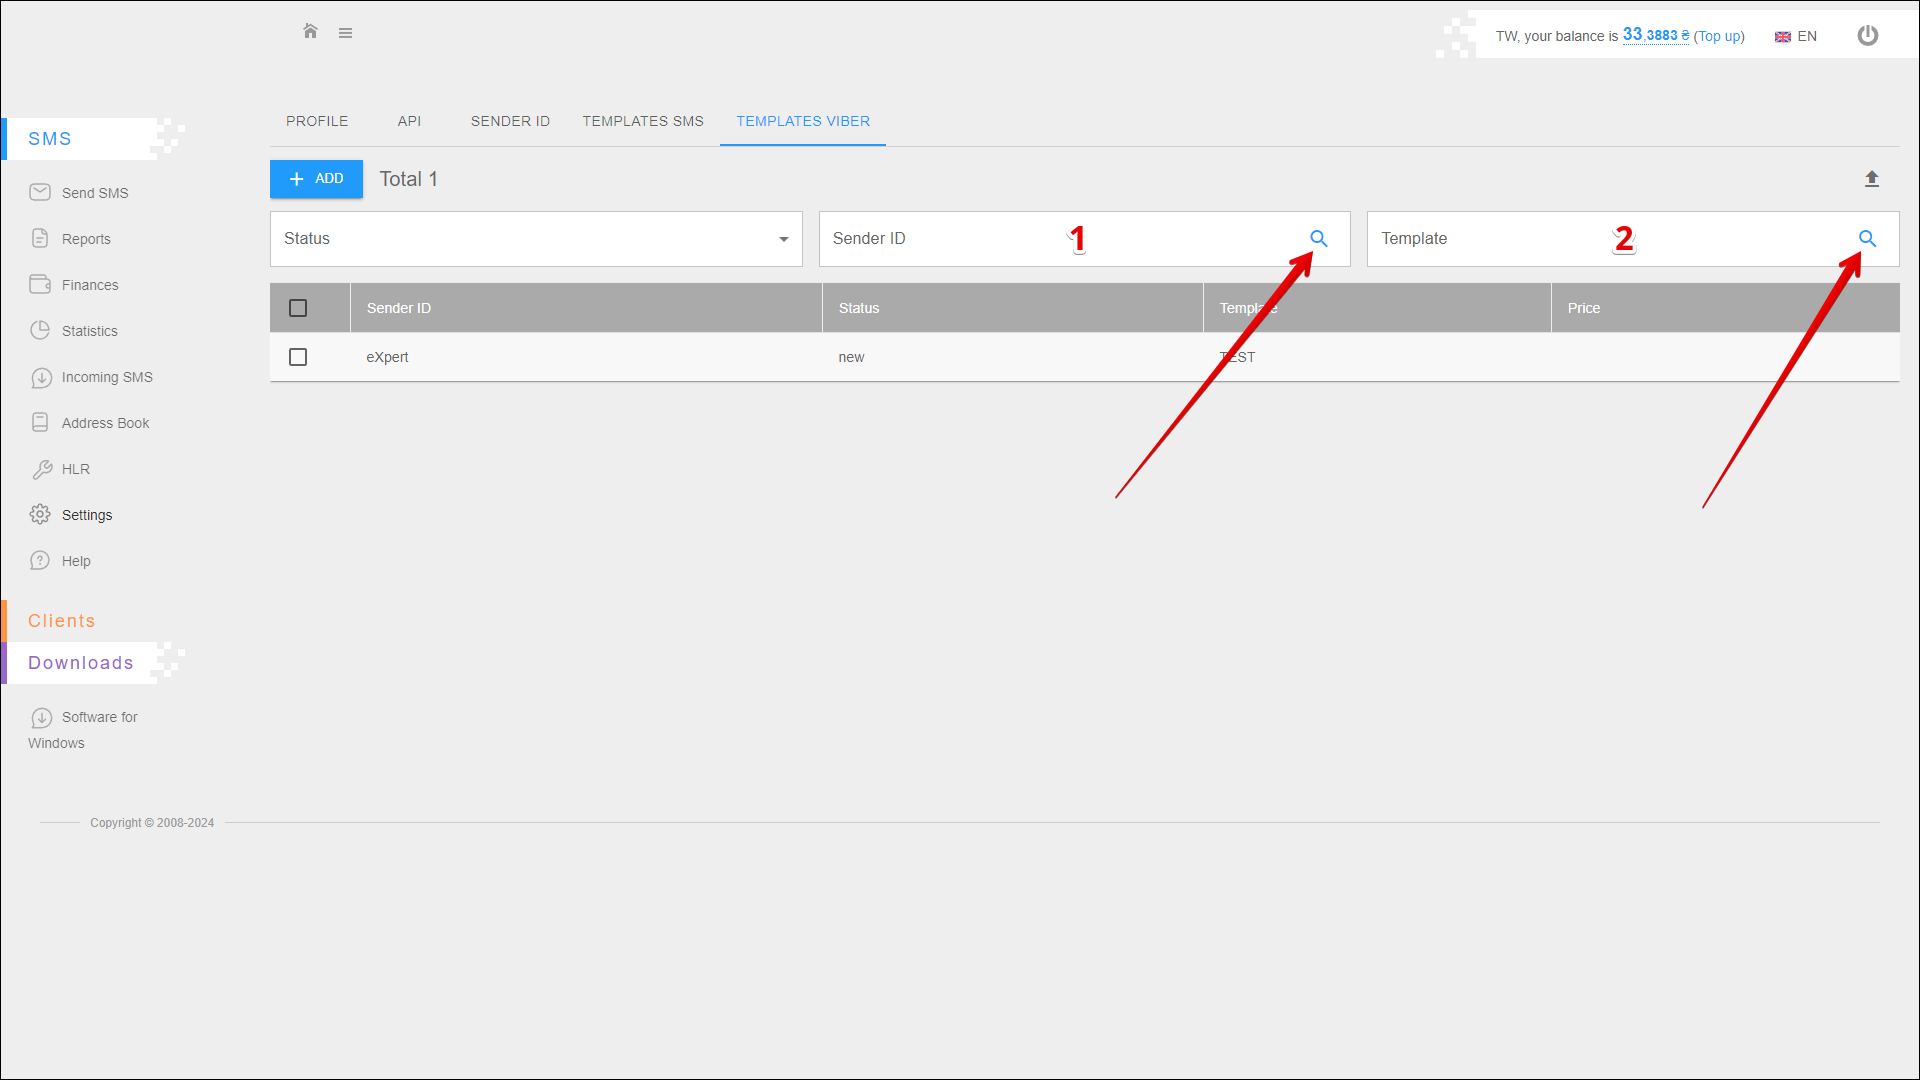 TW, your balance is 33,3883 ₴ (Top up)
EN
SMS
Send SMS
Reports
Finances
Statistics
Incoming SMS
Address Book
HLR
Settings
Help
Clients
Downloads
Software for
Windows
PROFILE API SENDER ID TEMPLATES SMS TEMPLATES VIBER
ADD Total 1
Status Sender ID 1 Template 2
Sender ID Status Template Price
eXpert new TEST
Copyright © 2008-2024